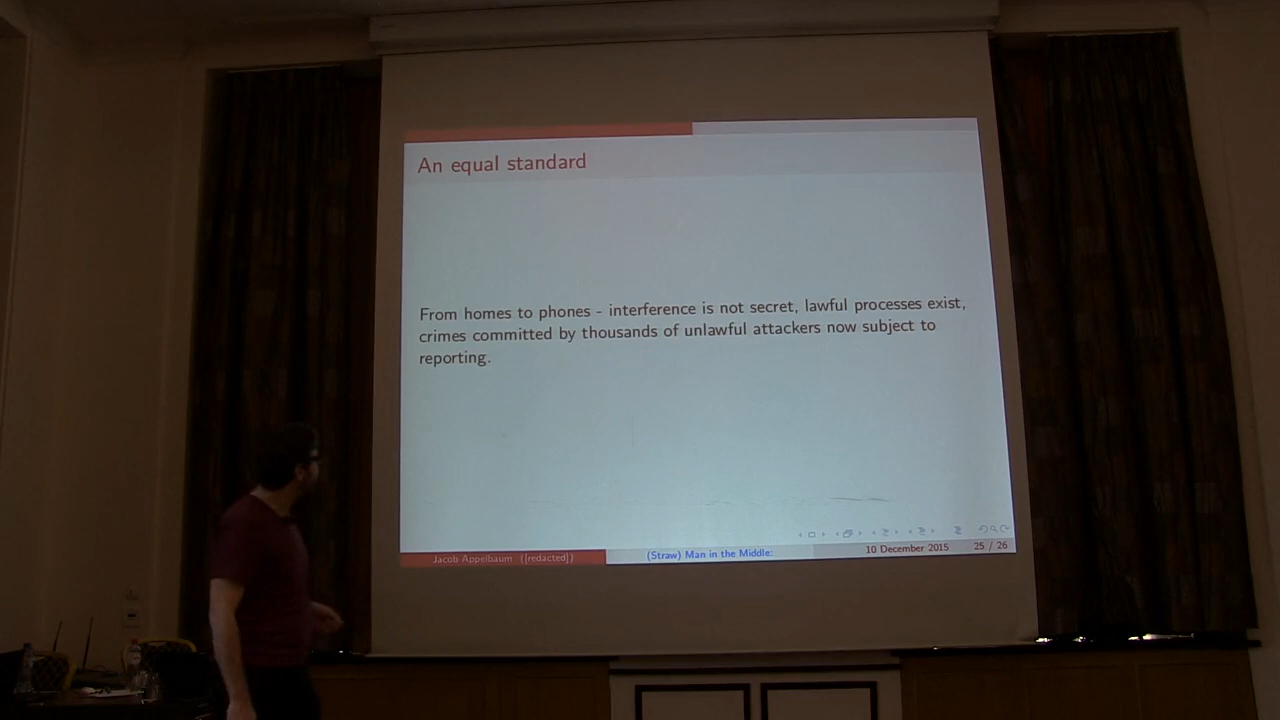 An equal standard
From homes to phones - interference is not secret, lawful processes exist,
crimes committed by thousands of unlawful attackers now subject to
reporting.
Jacob Appelbaum ([redacted])
(Straw) Man in the Middle:
10 December 2015
25 / 26